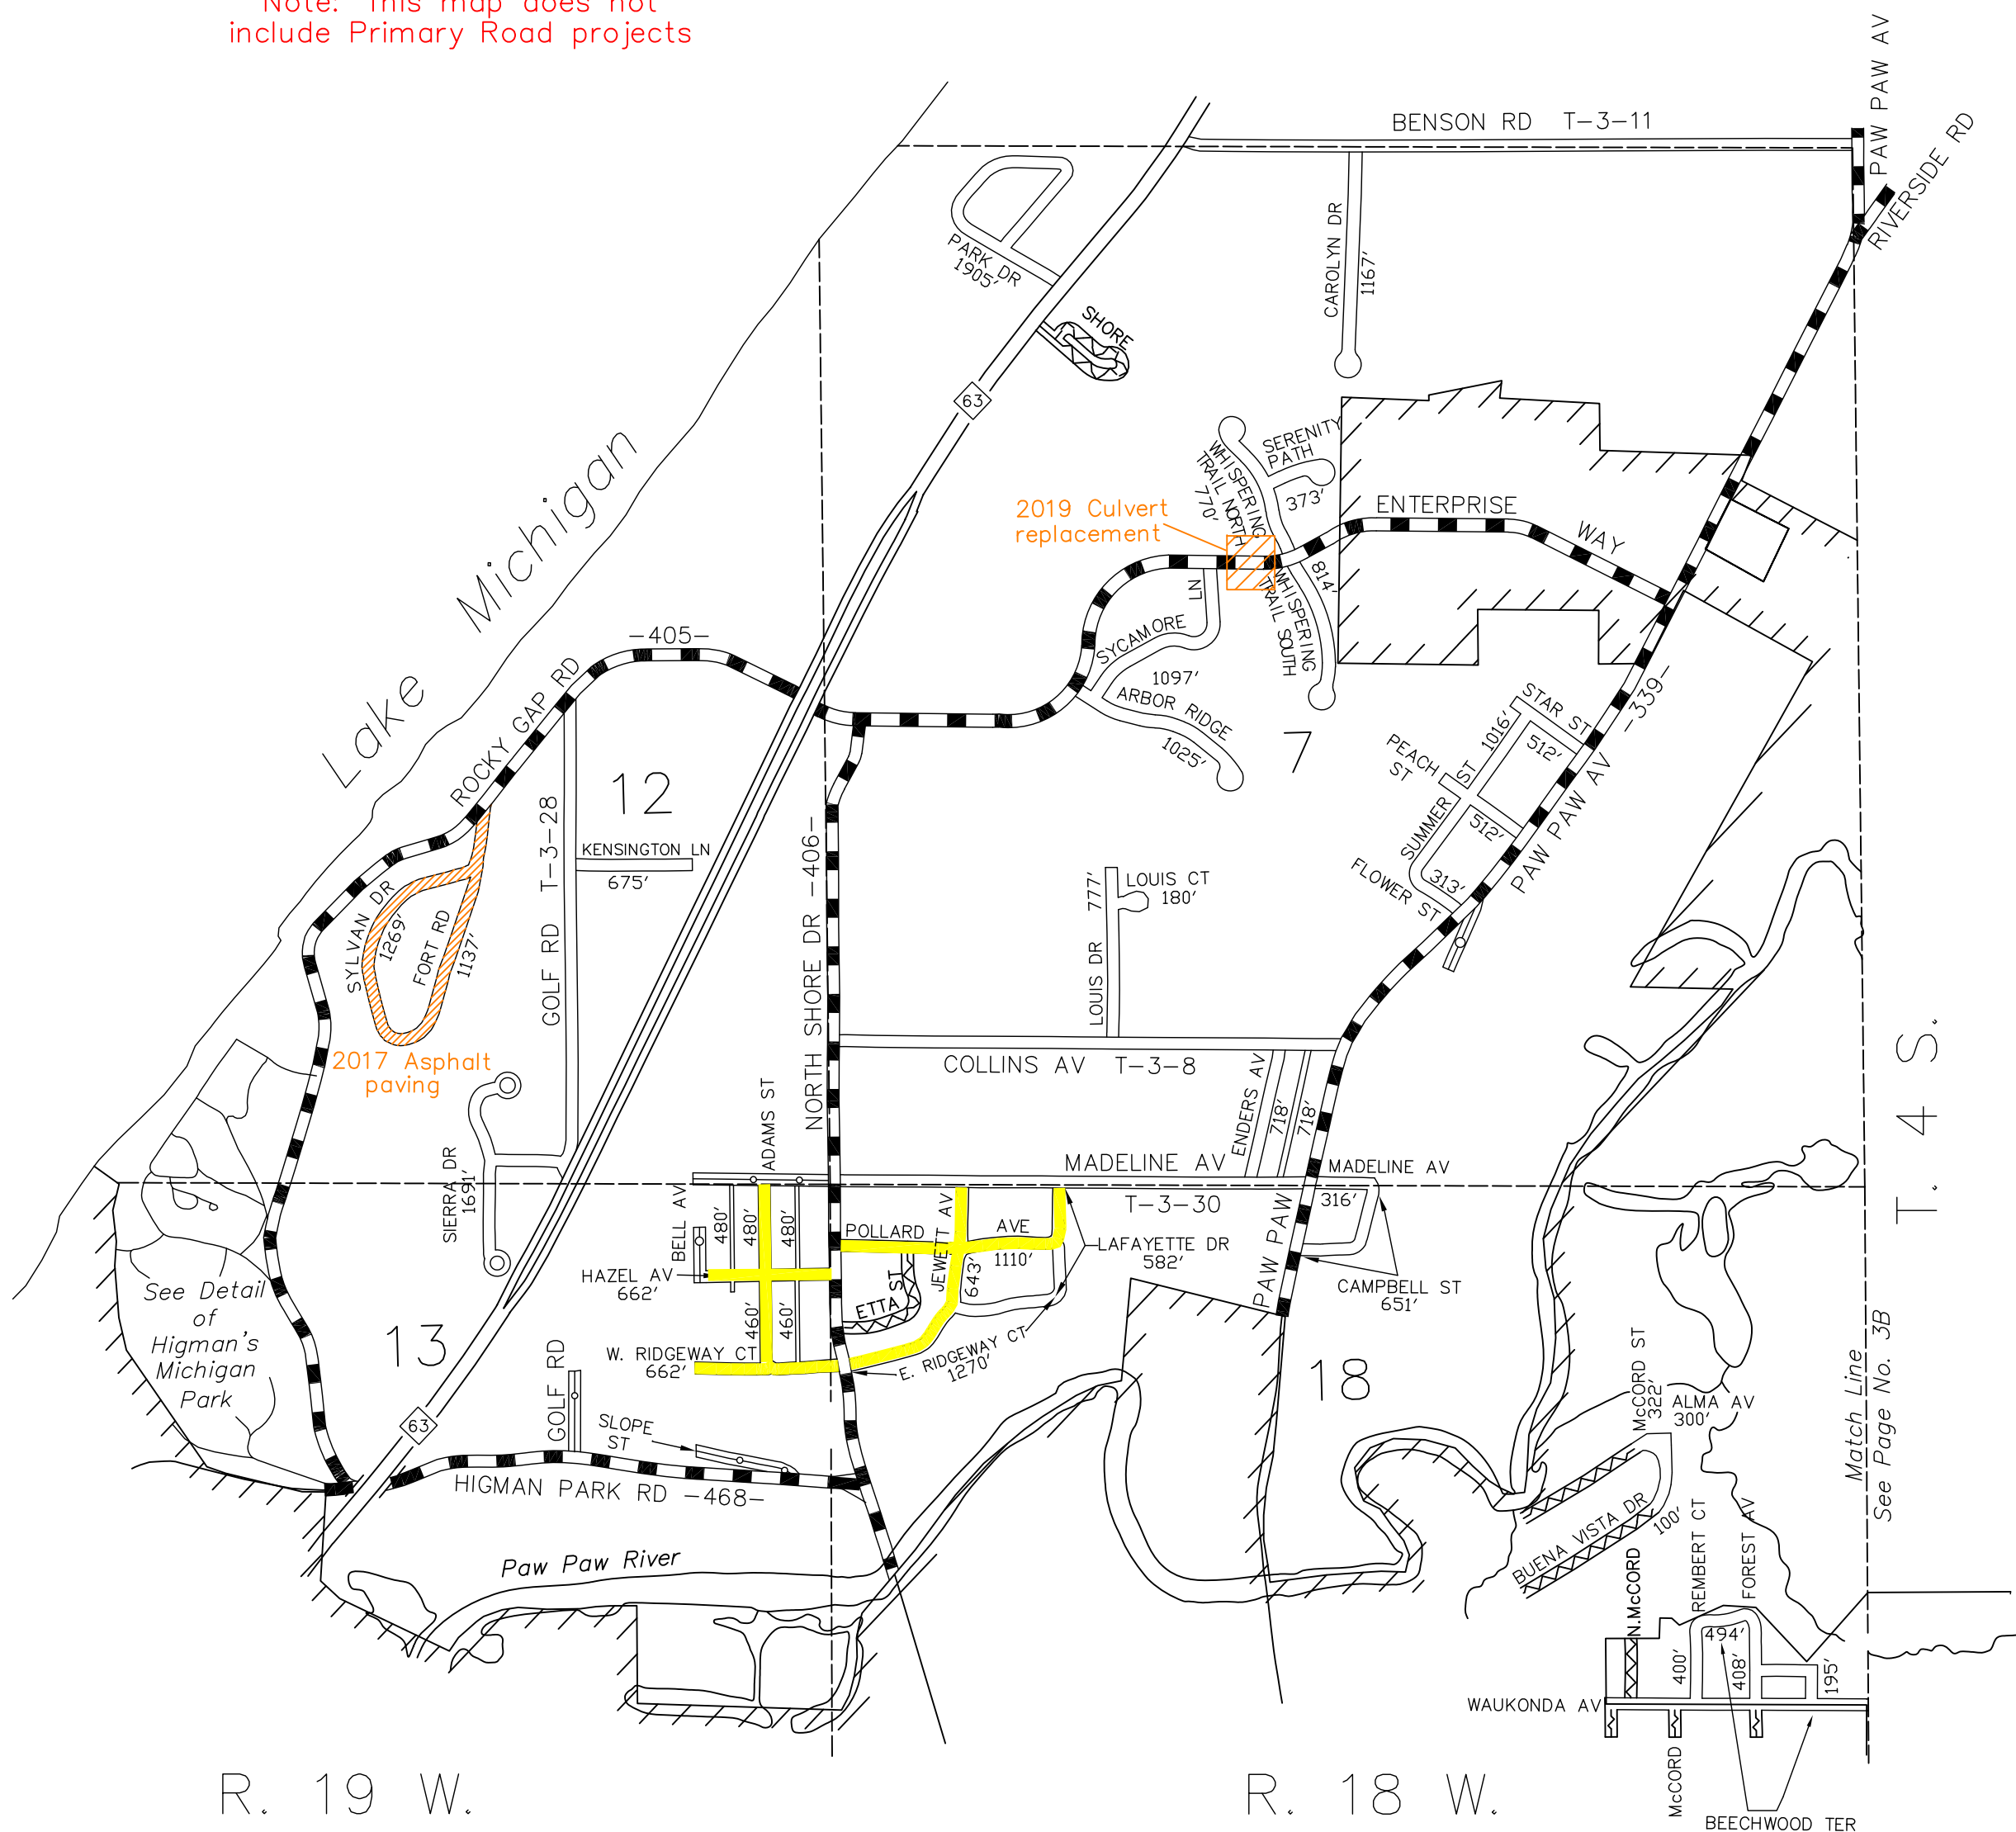 Note: This map does not
include Primary Road projects
BENSON RD T-3-11
PAW PAW AV
RIVERSIDE RD
PARK DR
1905'
CAROLYN DR
1167'
SHORE
63
Lake Michigan
2019 Culvert
replacement
WHISPERING
TRAIL NORTH
770'
SERENITY
PATH
373'
ENTERPRISE WAY
814'
WHISPERING
TRAIL SOUTH
SYCAMORE LN
1097'
ARBOR RIDGE
1025'
-405-
ROCKY GAP RD
-339-
STAR ST
512'
1016'
PEACH
ST
SUMMER ST
512'
FLOWER ST
313'
PAW PAW AV
7
12
GOLF RD T-3-28
KENSINGTON LN
675'
NORTH SHORE DR -406-
SYLVAN DR
1269'
FORT RD
1137'
2017 Asphalt
paving
LOUIS CT
180'
777'
LOUIS DR
COLLINS AV T-3-8
ENDERS AV
718'
718'
T. 4 S.
ADAMS ST
MADELINE AV
MADELINE AV
T-3-30
316'
SIERRA DR
1691'
BELL AV
480'
480'
480'
POLLARD AVE
1110'
JEWETT AV
643'
LAFAYETTE DR
582'
PAW PAW
CAMPBELL ST
651'
HAZEL AV
662'
ETTA ST
460'
460'
W. RIDGEWAY CT
662'
E. RIDGEWAY CT
1270'
See Detail
of
Higman's
Michigan
Park
13
18
63
GOLF RD
SLOPE
ST
HIGMAN PARK RD -468-
Paw Paw River
McCORD ST
322'
ALMA AV
300'
Match Line
See Page No. 3B
BUENA VISTA DR
100'
N.McCORD
REMBERT CT
FOREST AV
494'
400'
408'
195'
WAUKONDA AV
McCORD
BEECHWOOD TER
R. 19 W.
R. 18 W.